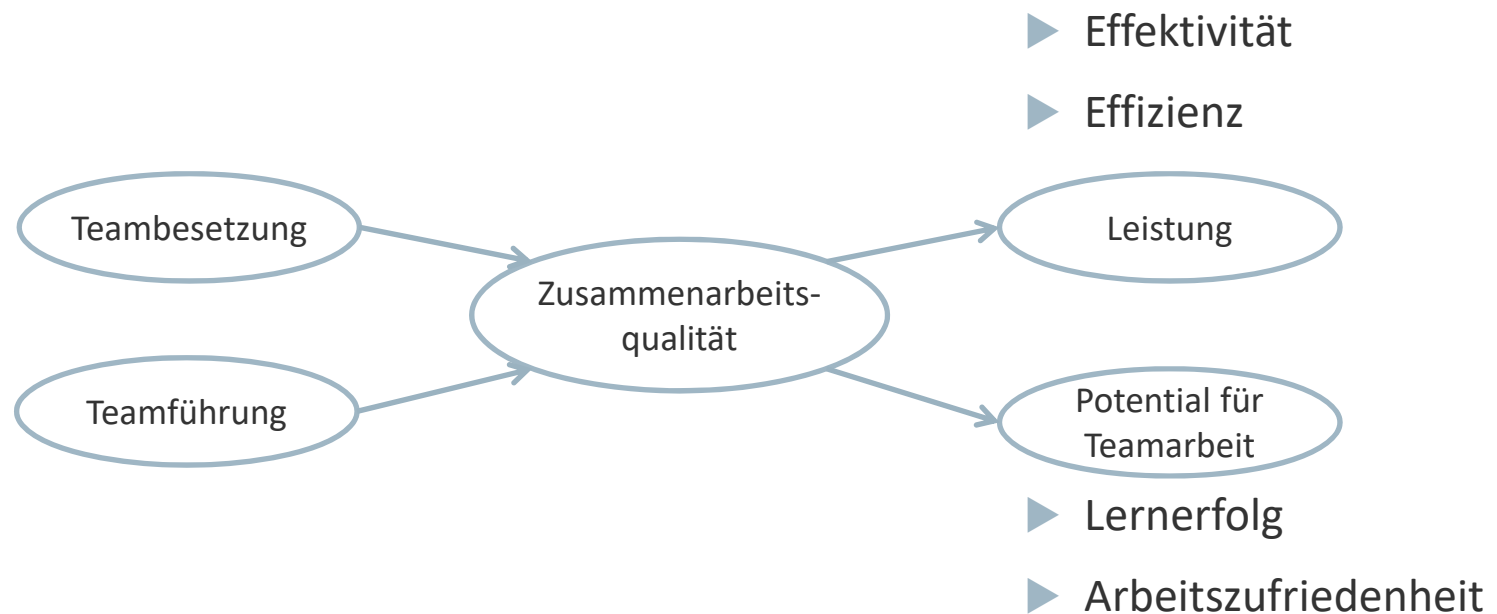 Effektivität
Effizienz
Teambesetzung
Leistung
Zusammenarbeits-
qualität
Teamführung
Potential für
Teamarbeit
Lernerfolg
Arbeitszufriedenheit